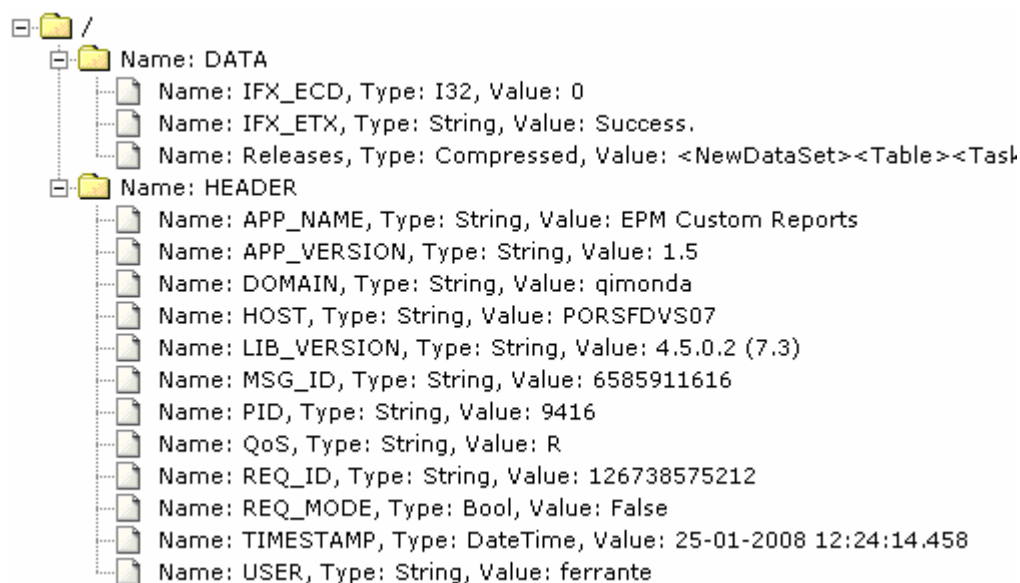 /
Name: DATA
Name: IFX_ECD, Type: I32, Value: 0
Name: IFX_ETX, Type: String, Value: Success.
Name: Releases, Type: Compressed, Value: <NewDataSet><Table><Task
Name: HEADER
Name: APP_NAME, Type: String, Value: EPM Custom Reports
Name: APP_VERSION, Type: String, Value: 1.5
Name: DOMAIN, Type: String, Value: qimonda
Name: HOST, Type: String, Value: PORSFDVS07
Name: LIB_VERSION, Type: String, Value: 4.5.0.2 (7.3)
Name: MSG_ID, Type: String, Value: 6585911616
Name: PID, Type: String, Value: 9416
Name: QoS, Type: String, Value: R
Name: REQ_ID, Type: String, Value: 126738575212
Name: REQ_MODE, Type: Bool, Value: False
Name: TIMESTAMP, Type: DateTime, Value: 25-01-2008 12:24:14.458
Name: USER, Type: String, Value: ferrante